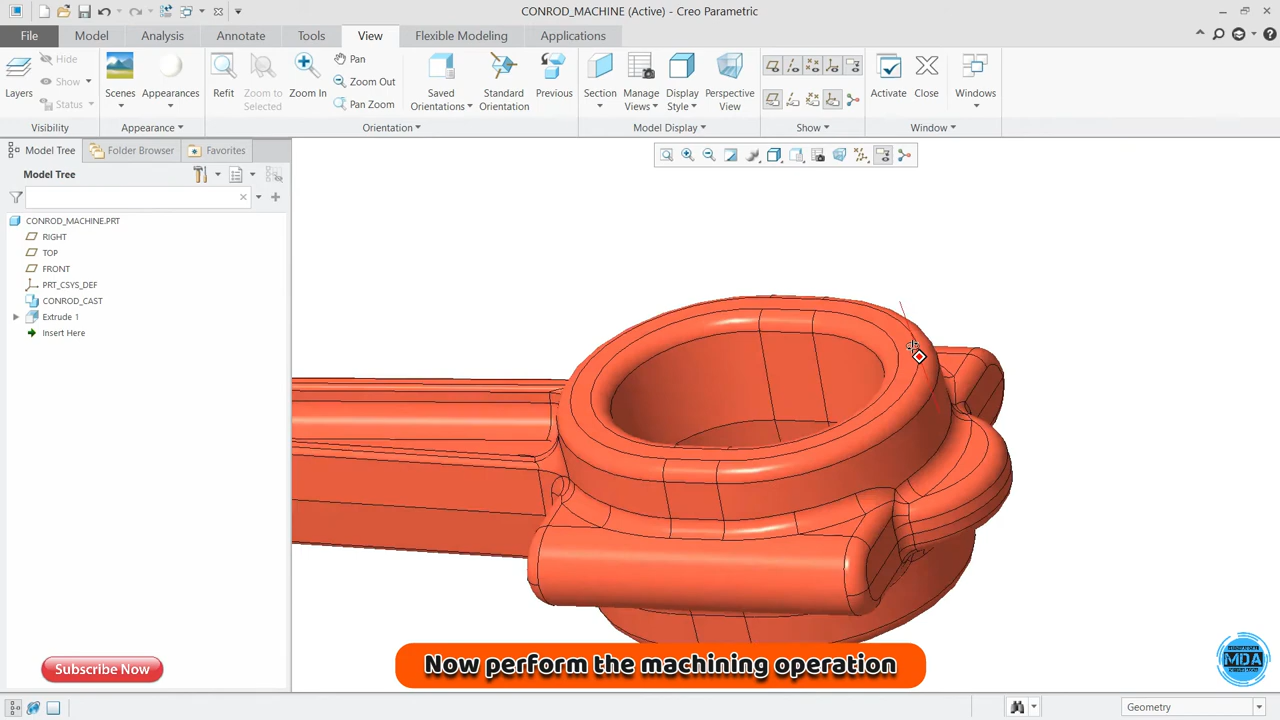 CONROD_MACHINE (Active) - Creo Parametric
File Model Analysis Annotate Tools View Flexible Modeling Applications
Layers
Hide
Show
Status
Visibility
Scenes
Appearances
Appearance
Refit
Zoom to Selected
Zoom In
Pan
Zoom Out
Pan Zoom
Saved Orientations
Standard Orientation
Previous
Orientation
Section
Manage Views
Display Style
Perspective View
Model Display
Show
Activate
Close
Windows
Window
Model Tree Folder Browser Favorites
Model Tree
CONROD_MACHINE.PRT
RIGHT
TOP
FRONT
PRT_CSYS_DEF
CONROD_CAST
Extrude 1
Insert Here
Subscribe Now
Now perform the machining operation
MDA
Geometry